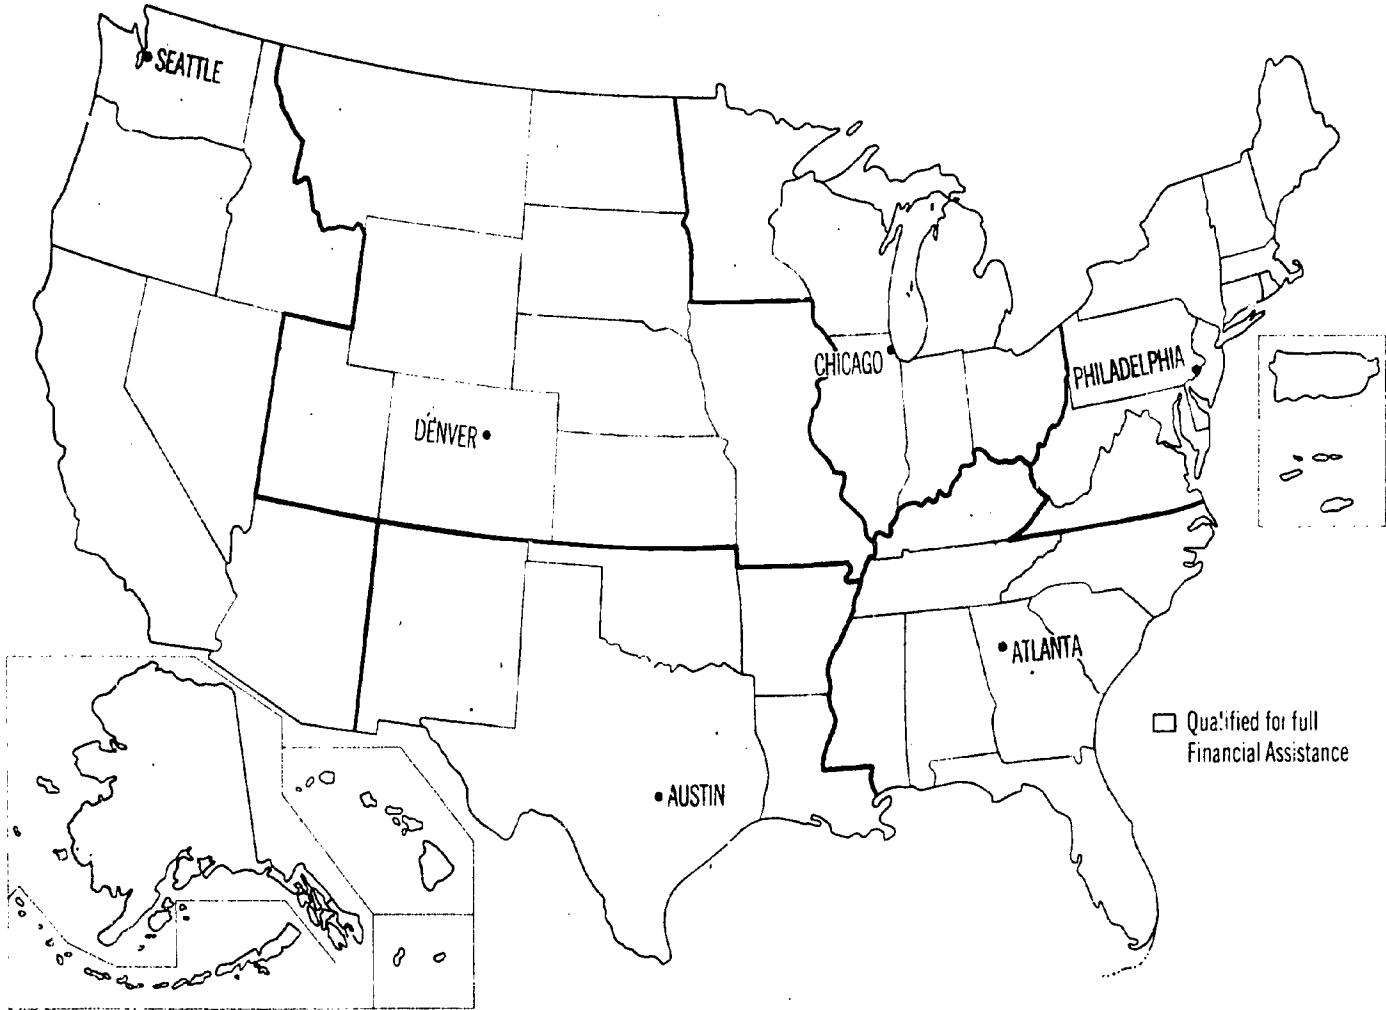 SEATTLE
CHICAGO
PHILADELPHIA
DENVER
ATLANTA
Qualified for full
Financial Assistance
AUSTIN